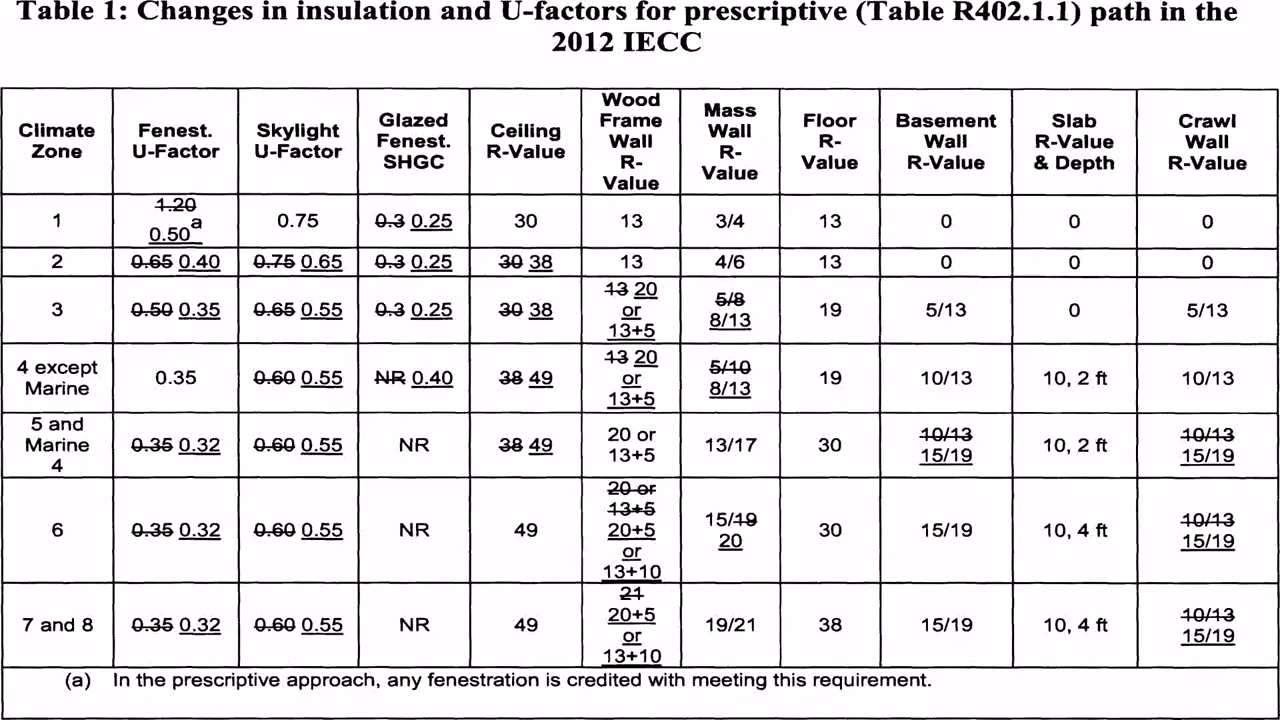 Table 1: Changes in insulation and U-factors for prescriptive (Table R402.1.1) path in the
2012 IECC
Climate Zone | Fenest. U-Factor | Skylight U-Factor | Glazed Fenest. SHGC | Ceiling R-Value | Wood Frame Wall R-Value | Mass Wall R-Value | Floor R-Value | Basement Wall R-Value | Slab R-Value & Depth | Crawl Wall R-Value
1 | 1.20 0.50a | 0.75 | 0.3 0.25 | 30 | 13 | 3/4 | 13 | 0 | 0 | 0
2 | 0.65 0.40 | 0.75 0.65 | 0.3 0.25 | 30 38 | 13 | 4/6 | 13 | 0 | 0 | 0
3 | 0.50 0.35 | 0.65 0.55 | 0.3 0.25 | 30 38 | 13 20 or 13+5 | 5/8 8/13 | 19 | 5/13 | 0 | 5/13
4 except Marine | 0.35 | 0.60 0.55 | NR 0.40 | 38 49 | 13 20 or 13+5 | 5/10 8/13 | 19 | 10/13 | 10, 2 ft | 10/13
5 and Marine 4 | 0.35 0.32 | 0.60 0.55 | NR | 38 49 | 20 or 13+5 | 13/17 | 30 | 10/13 15/19 | 10, 2 ft | 10/13 15/19
6 | 0.35 0.32 | 0.60 0.55 | NR | 49 | 20 or 13+5 20+5 or 13+10 | 15/19 20 | 30 | 15/19 | 10, 4 ft | 10/13 15/19
7 and 8 | 0.35 0.32 | 0.60 0.55 | NR | 49 | 21 20+5 or 13+10 | 19/21 | 38 | 15/19 | 10, 4 ft | 10/13 15/19
(a) In the prescriptive approach, any fenestration is credited with meeting this requirement.